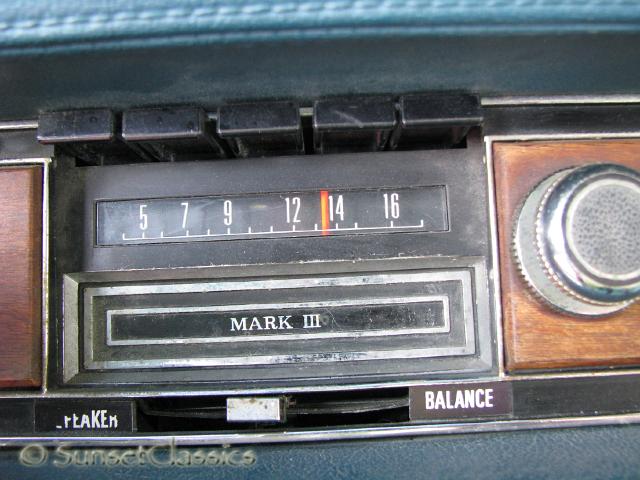 5 7 9 12 14 16
MARK III
BALANCE
© SunsetClassics